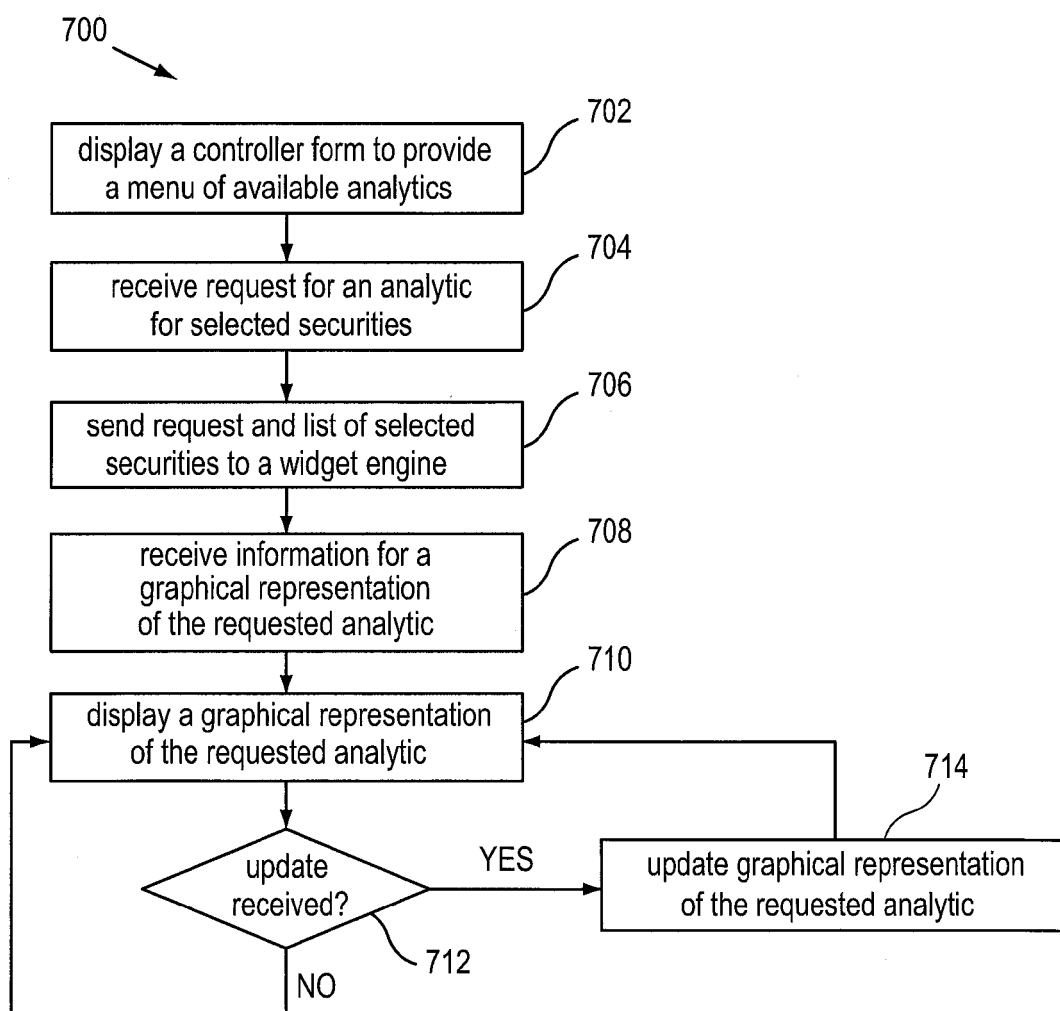 700
702
display a controller form to provide
a menu of available analytics
704
receive request for an analytic
for selected securities
706
send request and list of selected
securities to a widget engine
708
receive information for a
graphical representation
of the requested analytic
710
display a graphical representation
of the requested analytic
714
update
received?
YES
update graphical representation
of the requested analytic
712
NO